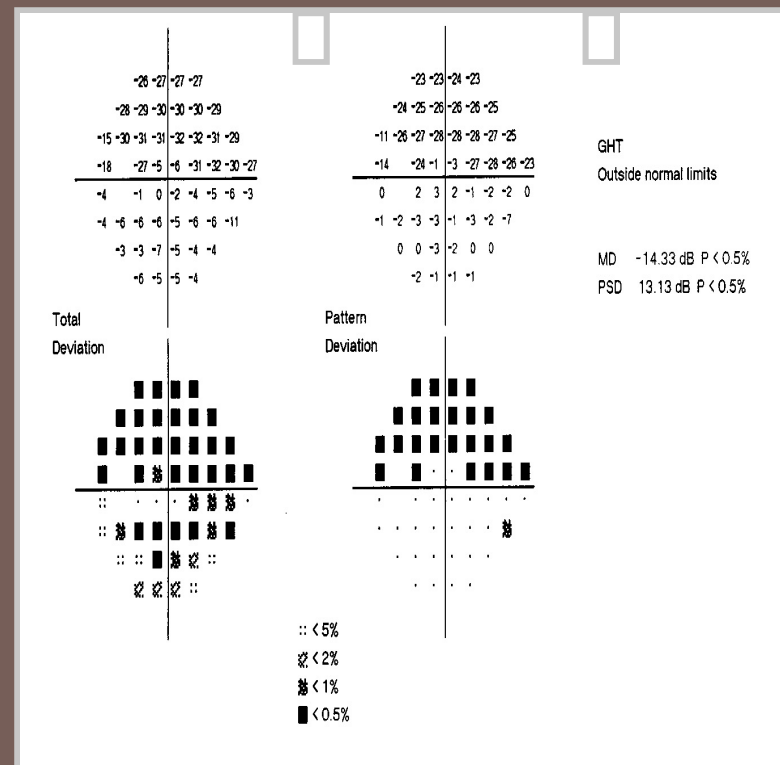 -26 -27 -27 -27
-28 -29 -30 -30 -30 -29
-15 -30 -31 -31 -32 -32 -31 -29
-18 -27 -5 -6 -31 -32 -30 -27
-4 -1 0 -2 -4 -5 -6 -3
-4 -6 -6 -6 -5 -6 -6 -11
-3 -3 -7 -5 -4 -4
-6 -5 -5 -4
Total
Deviation
-23 -23 -24 -23
-24 -25 -26 -26 -26 -25
-11 -26 -27 -28 -28 -28 -27 -25
-14 -24 -1 -3 -27 -28 -26 -23
0 2 3 2 -1 -2 -2 0
-1 -2 -3 -3 -1 -3 -2 -7
0 0 -3 -2 0 0
-2 -1 -1 -1
Pattern
Deviation
GHT
Outside normal limits
MD -14.33 dB P < 0.5%
PSD 13.13 dB P < 0.5%
< 5%
< 2%
< 1%
< 0.5%